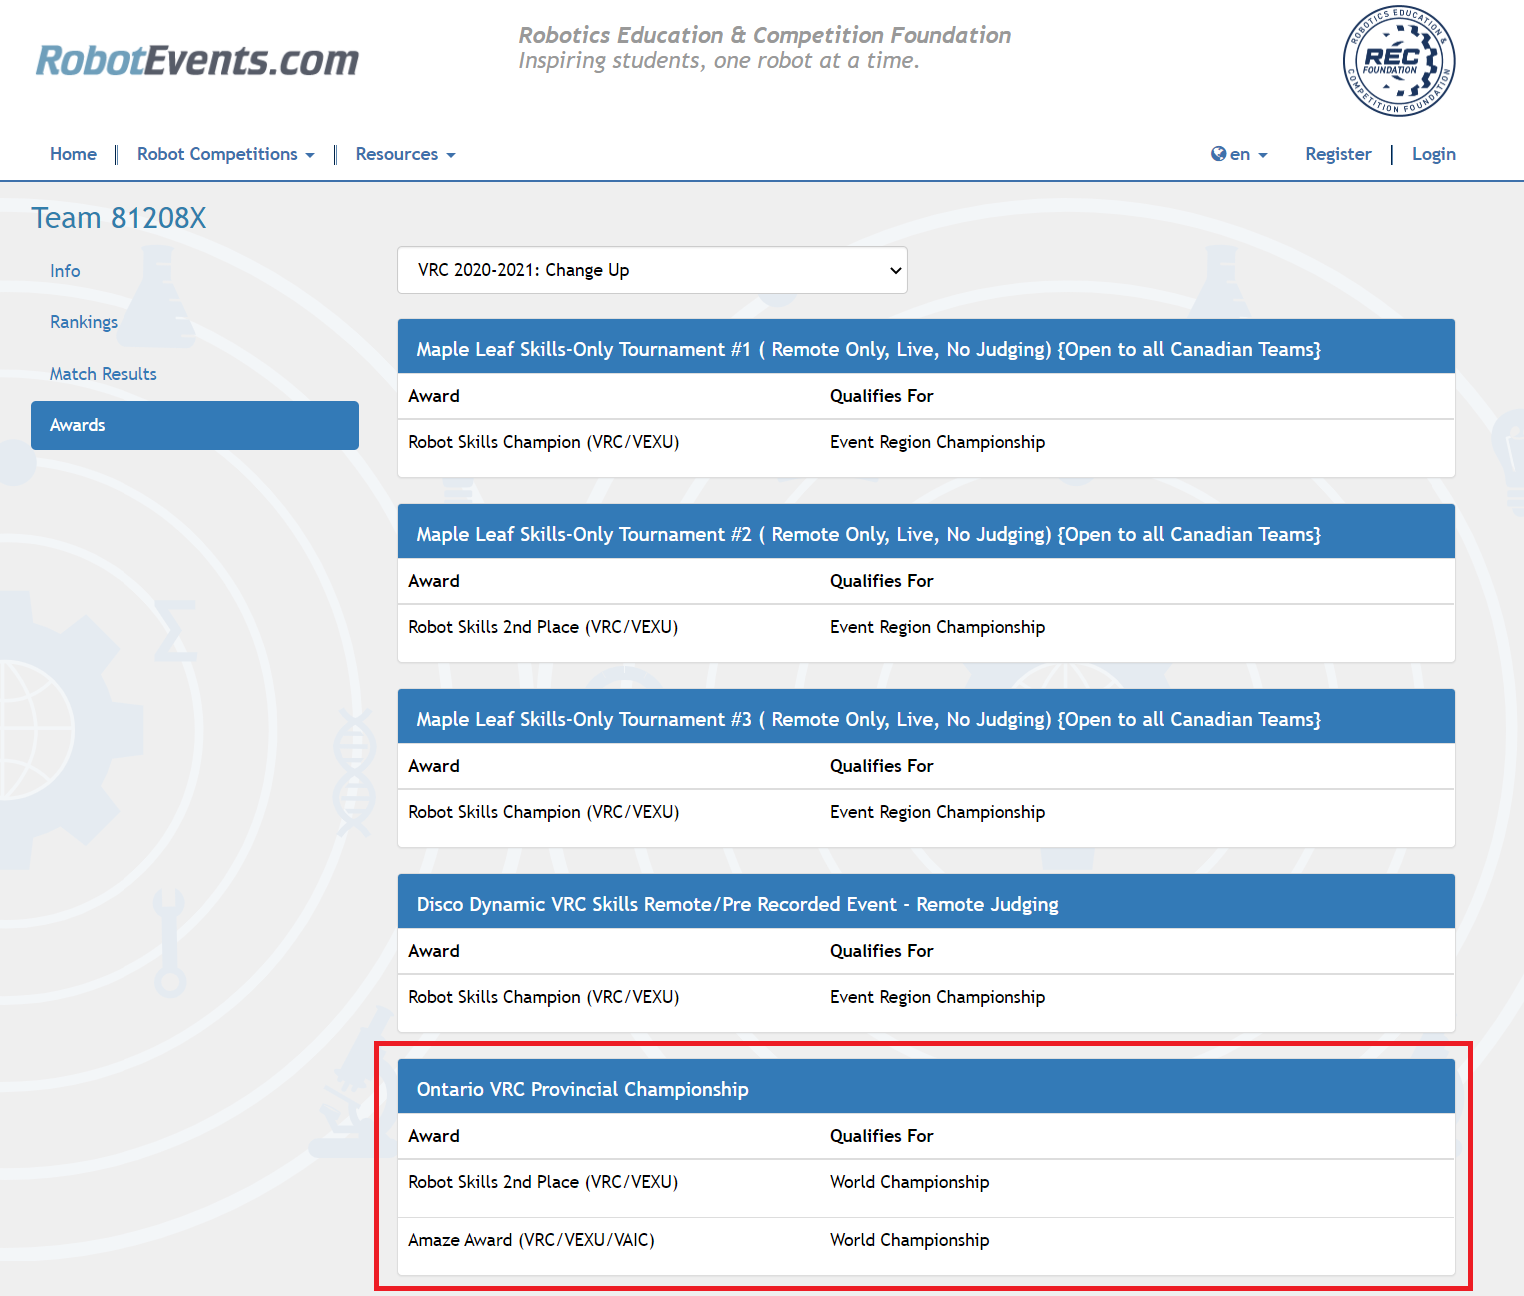 RobotEvents.com
Robotics Education & Competition Foundation
Inspiring students, one robot at a time.
ROBOTICS EDUCATION &
REC
FOUNDATION
COMPETITION FOUNDATION
Home
Robot Competitions
Resources
en
Register
Login
Team 81208X
Info
Rankings
Match Results
Awards
VRC 2020-2021: Change Up
Maple Leaf Skills-Only Tournament #1 ( Remote Only, Live, No Judging) {Open to all Canadian Teams}
Award Qualifies For
Robot Skills Champion (VRC/VEXU) Event Region Championship
Maple Leaf Skills-Only Tournament #2 ( Remote Only, Live, No Judging) {Open to all Canadian Teams}
Award Qualifies For
Robot Skills 2nd Place (VRC/VEXU) Event Region Championship
Maple Leaf Skills-Only Tournament #3 ( Remote Only, Live, No Judging) {Open to all Canadian Teams}
Award Qualifies For
Robot Skills Champion (VRC/VEXU) Event Region Championship
Disco Dynamic VRC Skills Remote/Pre Recorded Event - Remote Judging
Award Qualifies For
Robot Skills Champion (VRC/VEXU) Event Region Championship
Ontario VRC Provincial Championship
Award Qualifies For
Robot Skills 2nd Place (VRC/VEXU) World Championship
Amaze Award (VRC/VEXU/VAIC) World Championship